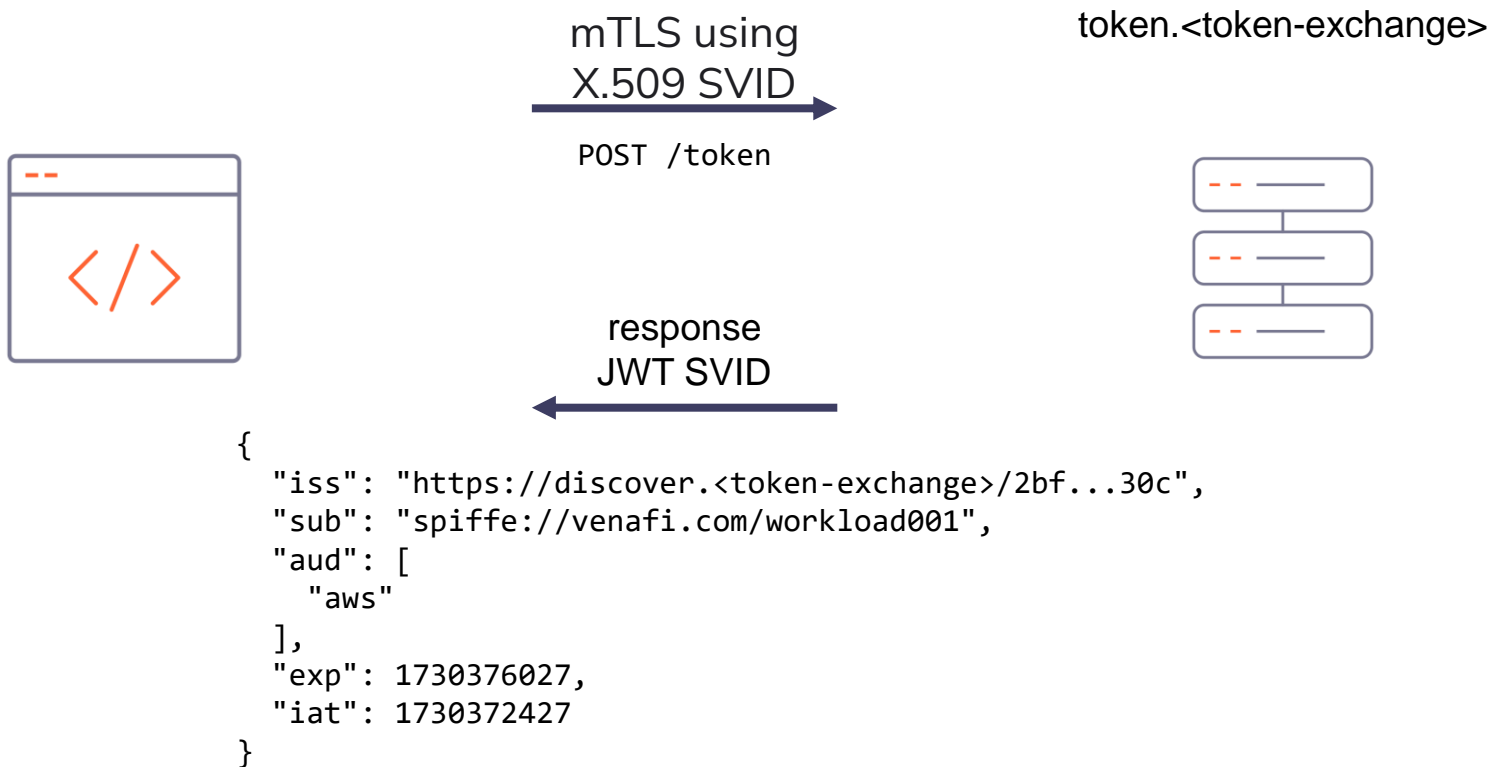 mTLS using
X.509 SVID
token.<token-exchange>
POST /token
</>
response
JWT SVID
{
  "iss": "https://discover.<token-exchange>/2bf...30c",
  "sub": "spiffe://venafi.com/workload001",
  "aud": [
    "aws"
  ],
  "exp": 1730376027,
  "iat": 1730372427
}